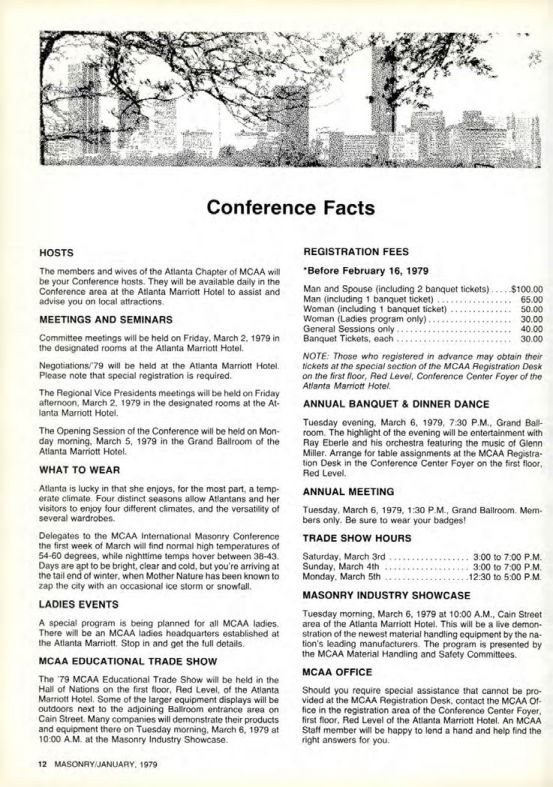 Conference Facts
HOSTS
The members and wives of the Atlanta Chapter of MCAA will
be your Conference hosts. They will be available daily in the
Conference area at the Atlanta Marriott Hotel to assist and
advise you on local attractions.
MEETINGS AND SEMINARS
Committee meetings will be held on Friday, March 2, 1979 in
the designated rooms at the Atlanta Marriott Hotel.
Negotiations/'79 will be held at the Atlanta Marriott Hotel.
Please note that special registration is required.
The Regional Vice Presidents meetings will be held on Friday
afternoon, March 2, 1979 in the designated rooms at the At-
lanta Marriott Hotel.
The Opening Session of the Conference will be held on Mon-
day morning, March 5, 1979 in the Grand Ballroom of the
Atlanta Marriott Hotel.
WHAT TO WEAR
Atlanta is lucky in that she enjoys, for the most part, a temp-
erate climate. Four distinct seasons allow Atlantans and her
visitors to enjoy four different climates, and the versatility of
several wardrobes.
Delegates to the MCAA International Masonry Conference
the first week of March will find normal high temperatures of
54-60 degrees, while nighttime temps hover between 38-43.
Days are apt to be bright, clear and cold, but you're arriving at
the tail end of winter, when Mother Nature has been known to
zap the city with an occasional ice storm or snowfall.
LADIES EVENTS
A special program is being planned for all MCAA ladies.
There will be an MCAA ladies headquarters established at
the Atlanta Marriott. Stop in and get the full details.
MCAA EDUCATIONAL TRADE SHOW
The '79 MCAA Educational Trade Show will be held in the
Hall of Nations on the first floor, Red Level, of the Atlanta
Marriott Hotel. Some of the larger equipment displays will be
outdoors next to the adjoining Ballroom entrance area on
Cain Street. Many companies will demonstrate their products
and equipment there on Tuesday morning, March 6, 1979 at
10:00 A.M. at the Masonry Industry Showcase.
REGISTRATION FEES
*Before February 16, 1979
Man and Spouse (including 2 banquet tickets) .....$100.00
Man (including 1 banquet ticket) ................ 65.00
Woman (including 1 banquet ticket) ............. 50.00
Woman (Ladies program only) .................. 30.00
General Sessions only ......................... 40.00
Banquet Tickets, each ......................... 30.00
NOTE: Those who registered in advance may obtain their
tickets at the special section of the MCAA Registration Desk
on the first floor, Red Level, Conference Center Foyer of the
Atlanta Marriott Hotel.
ANNUAL BANQUET & DINNER DANCE
Tuesday evening, March 6, 1979, 7:30 P.M., Grand Ball-
room. The highlight of the evening will be entertainment with
Ray Eberle and his orchestra featuring the music of Glenn
Miller. Arrange for table assignments at the MCAA Registra-
tion Desk in the Conference Center Foyer on the first floor,
Red Level.
ANNUAL MEETING
Tuesday, March 6, 1979, 1:30 P.M., Grand Ballroom. Mem-
bers only. Be sure to wear your badges!
TRADE SHOW HOURS
Saturday, March 3rd .................. 3:00 to 7:00 P.M.
Sunday, March 4th ................... 3:00 to 7:00 P.M.
Monday, March 5th ..................12:30 to 5:00 P.M.
MASONRY INDUSTRY SHOWCASE
Tuesday morning, March 6, 1979 at 10:00 A.M., Cain Street
area of the Atlanta Marriott Hotel. This will be a live demon-
stration of the newest material handling equipment by the na-
tion's leading manufacturers. The program is presented by
the MCAA Material Handling and Safety Committees.
MCAA OFFICE
Should you require special assistance that cannot be pro-
vided at the MCAA Registration Desk, contact the MCAA Of-
fice in the registration area of the Conference Center Foyer,
first floor, Red Level of the Atlanta Marriott Hotel. An MCAA
Staff member will be happy to lend a hand and help find the
right answers for you.
12 MASONRY/JANUARY, 1979